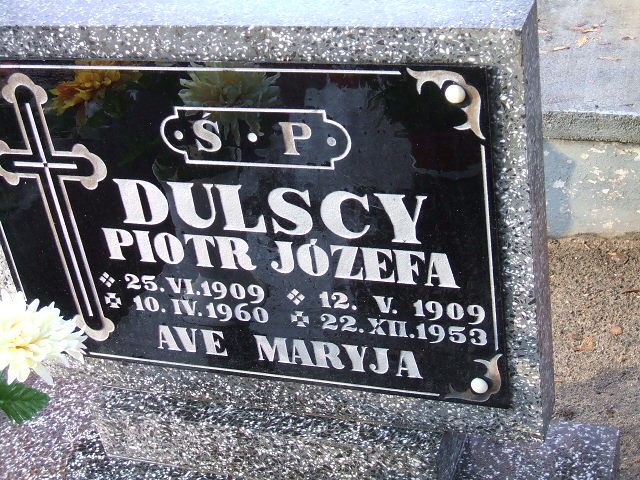 Ś. P.
DULSCY
PIOTR JÓZEFA
25.VI.1909 12. V. 1909
10.IV.1960 22.XII.1953
AVE MARYJA